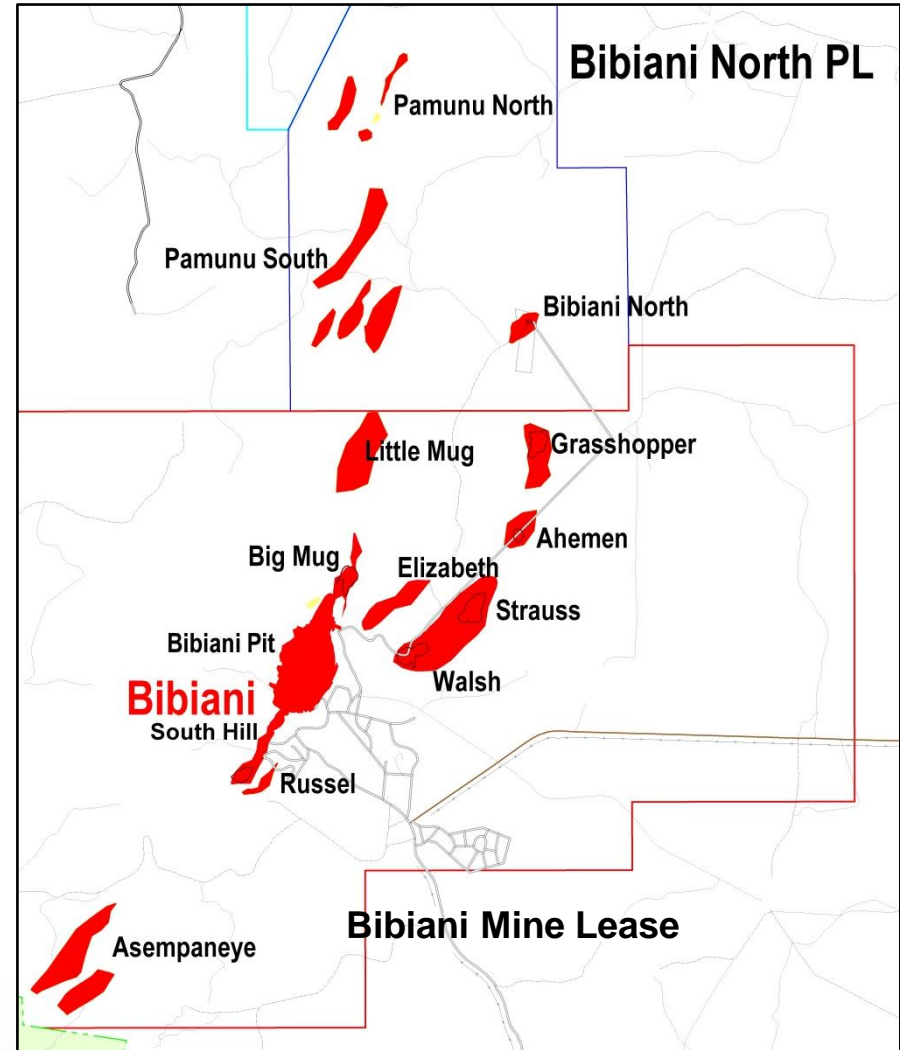 Bibiani North PL
Pamunu North
Pamunu South
Bibiani North
Little Mug
Grasshopper
Ahemen
Big Mug
Elizabeth
Strauss
Bibiani Pit
Walsh
Bibiani
South Hill
Russel
Bibiani Mine Lease
Asempaneye